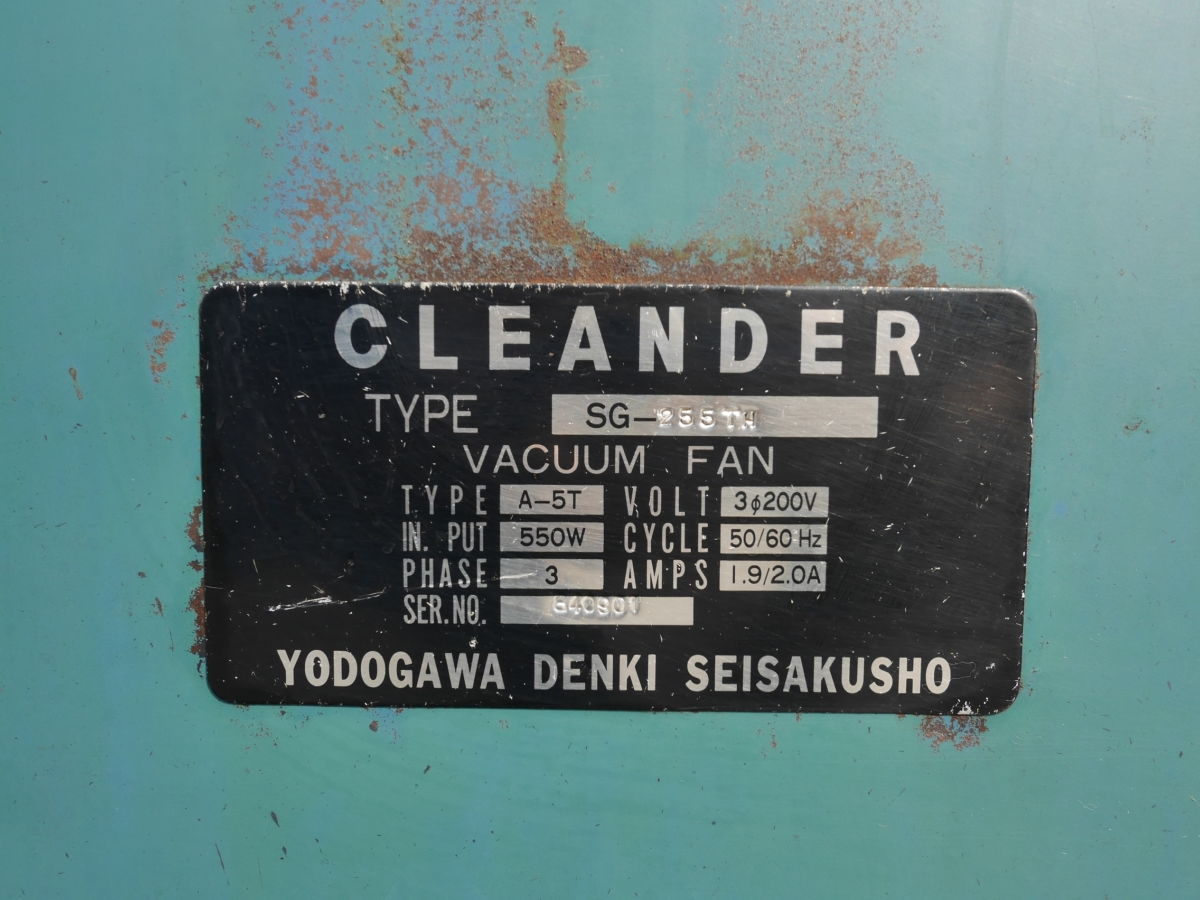 CLEANDER
TYPE SG-255TH
VACUUM FAN
TYPE A-5T VOLT 3φ200V
IN. PUT 550W CYCLE 50/60 Hz
PHASE 3 AMPS 1.9/2.0A
SER.NO. 640901
YODOGAWA DENKI SEISAKUSHO